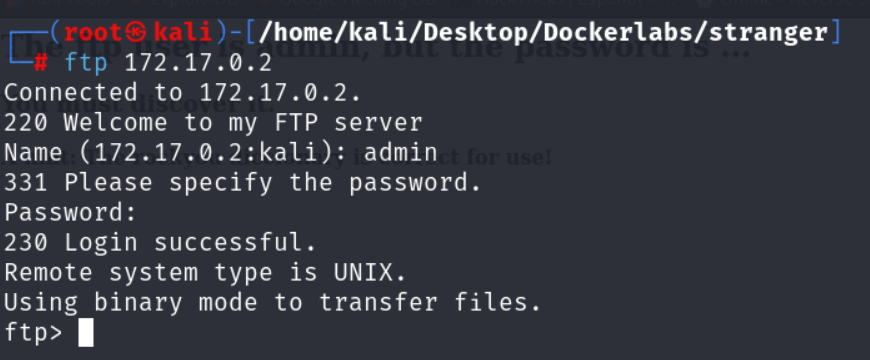 ┌──(root㉿kali)-[/home/kali/Desktop/Dockerlabs/stranger]
└─# ftp 172.17.0.2
Connected to 172.17.0.2.
220 Welcome to my FTP server
Name (172.17.0.2:kali): admin
331 Please specify the password.
Password:
230 Login successful.
Remote system type is UNIX.
Using binary mode to transfer files.
ftp>